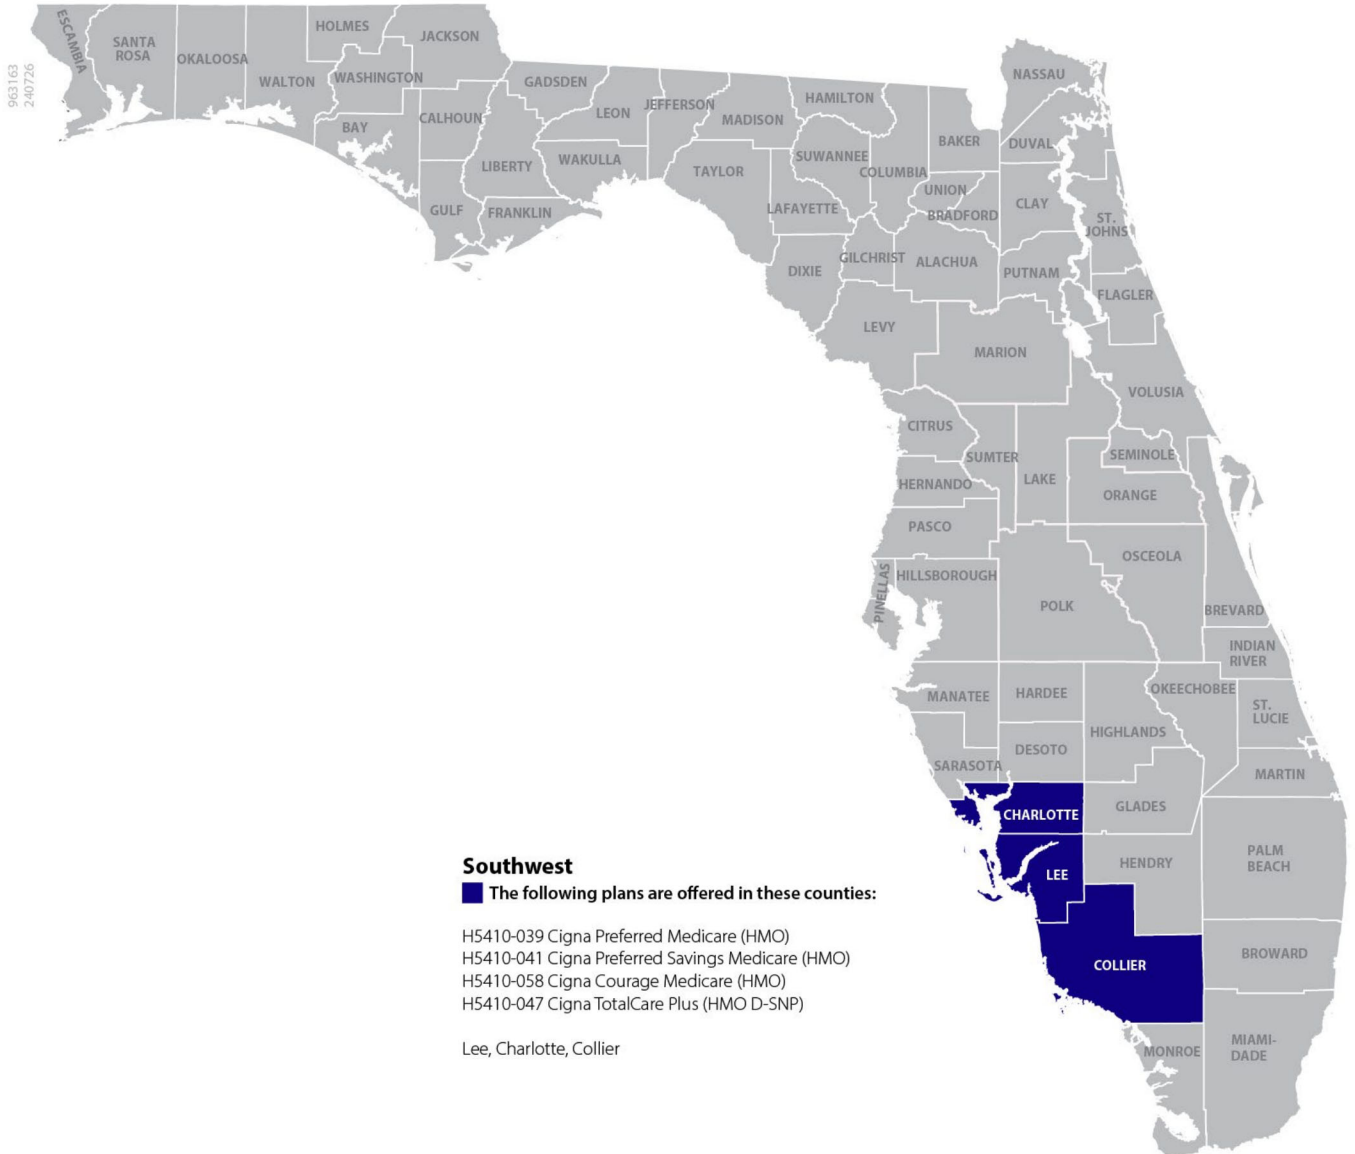 963163
240726
ESCAMBIA
SANTA
ROSA
OKALOOSA
WALTON
HOLMES
WASHINGTON
JACKSON
BAY
CALHOUN
GULF
GADSDEN
LIBERTY
FRANKLIN
LEON
WAKULLA
JEFFERSON
MADISON
TAYLOR
HAMILTON
SUWANNEE
LAFAYETTE
DIXIE
COLUMBIA
GILCHRIST
BAKER
UNION
BRADFORD
ALACHUA
NASSAU
DUVAL
CLAY
ST.
JOHNS
PUTNAM
FLAGLER
LEVY
MARION
VOLUSIA
CITRUS
SUMTER
LAKE
SEMINOLE
HERNANDO
ORANGE
PASCO
OSCEOLA
PINELLAS
HILLSBOROUGH
POLK
BREVARD
INDIAN
RIVER
MANATEE
HARDEE
OKEECHOBEE
ST.
LUCIE
HIGHLANDS
DESOTO
SARASOTA
MARTIN
CHARLOTTE
GLADES
LEE
HENDRY
PALM
BEACH
COLLIER
BROWARD
MONROE
MIAMI-
DADE
Southwest
The following plans are offered in these counties:
H5410-039 Cigna Preferred Medicare (HMO)
H5410-041 Cigna Preferred Savings Medicare (HMO)
H5410-058 Cigna Courage Medicare (HMO)
H5410-047 Cigna TotalCare Plus (HMO D-SNP)
Lee, Charlotte, Collier